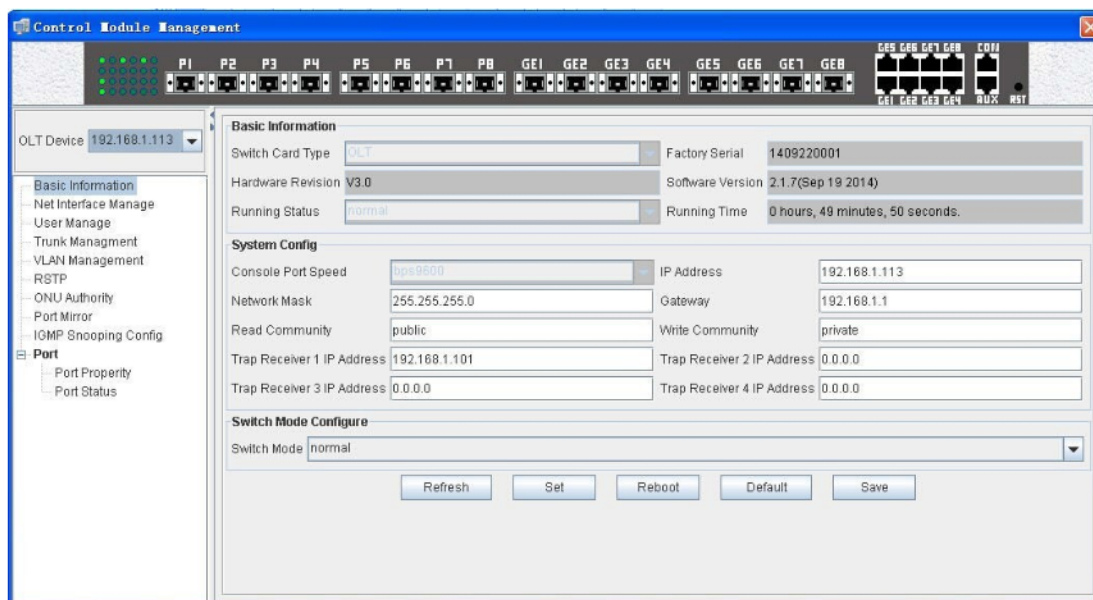 Control Module Management
P1 P2 P3 P4 P5 P6 P7 P8 GE1 GE2 GE3 GE4 GE5 GE6 GE7 GE8
GE5 GE6 GE7 GE8 CON
GE1 GE2 GE3 GE4 AUX RST
OLT Device 192.168.1.113
Basic Information
Net Interface Manage
User Manage
Trunk Managment
VLAN Management
RSTP
ONU Authority
Port Mirror
IGMP Snooping Config
Port
Port Properity
Port Status
Basic Information
Switch Card Type OLT Factory Serial 1409220001
Hardware Revision V3.0 Software Version 2.1.7(Sep 19 2014)
Running Status normal Running Time 0 hours, 49 minutes, 50 seconds.
System Config
Console Port Speed bps9600 IP Address 192.168.1.113
Network Mask 255.255.255.0 Gateway 192.168.1.1
Read Community public Write Community private
Trap Receiver 1 IP Address 192.168.1.101 Trap Receiver 2 IP Address 0.0.0.0
Trap Receiver 3 IP Address 0.0.0.0 Trap Receiver 4 IP Address 0.0.0.0
Switch Mode Configure
Switch Mode normal
Refresh Set Reboot Default Save